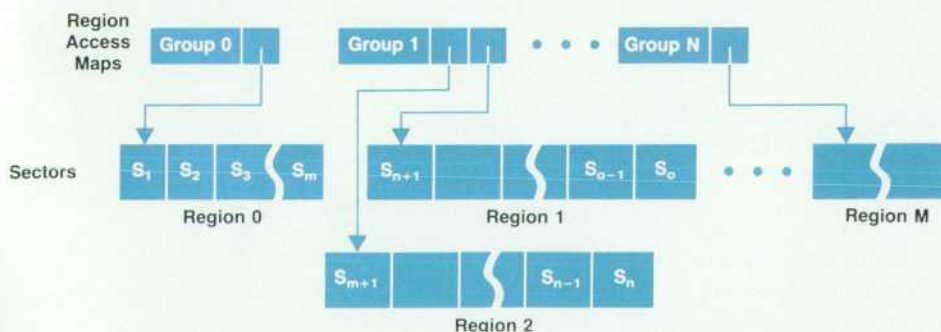 Region
Access
Maps
Group 0
Group 1
• • •
Group N
Sectors
S₁ S₂ S₃ Sₘ
Sₙ₊₁ Sₒ₋₁ Sₒ
• • •
Region 0
Region 1
Region M
Sₘ₊₁ Sₙ₋₁ Sₙ
Region 2